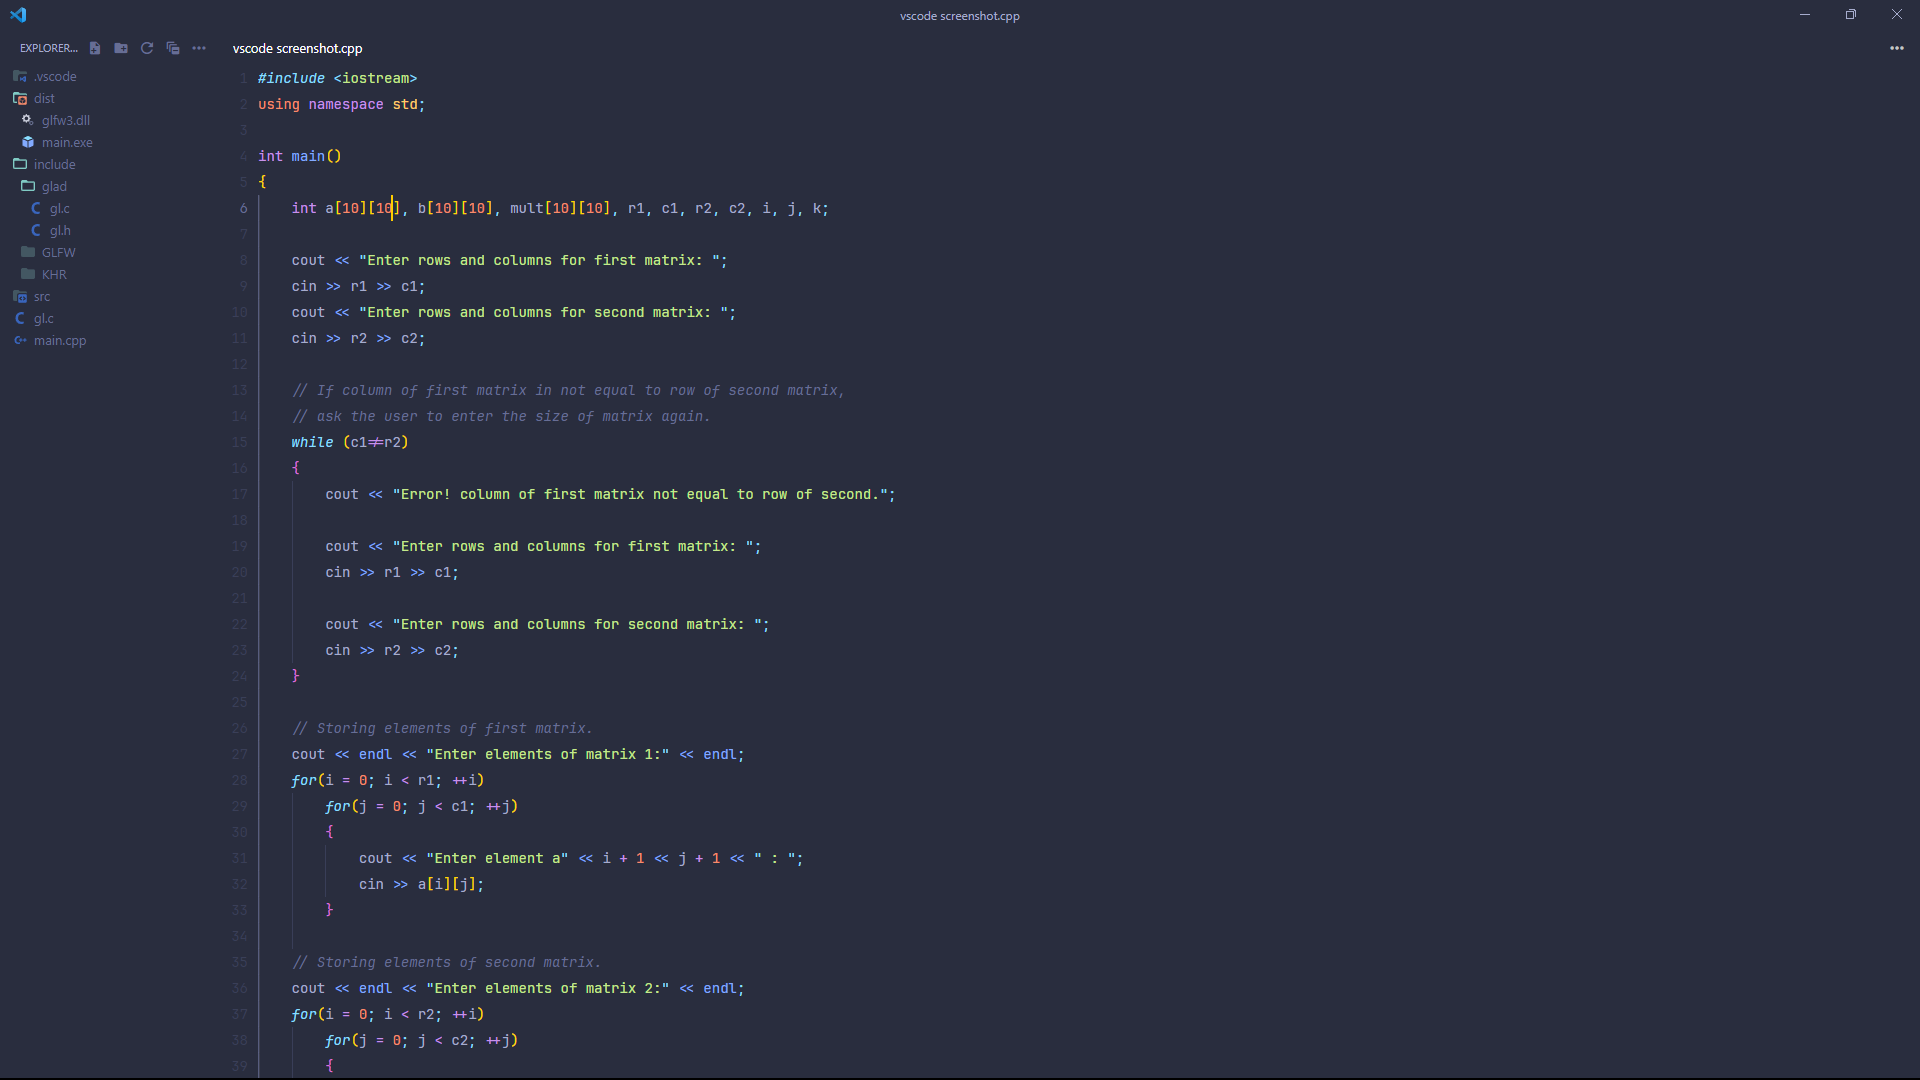 vscode screenshot.cpp
EXPLORER...
.vscode
dist
glfw3.dll
main.exe
include
glad
gl.c
gl.h
GLFW
KHR
src
gl.c
main.cpp
vscode screenshot.cpp
1 #include <iostream>
2 using namespace std;
3
4 int main()
5 {
6     int a[10][10], b[10][10], mult[10][10], r1, c1, r2, c2, i, j, k;
7
8     cout << "Enter rows and columns for first matrix: ";
9     cin >> r1 >> c1;
10     cout << "Enter rows and columns for second matrix: ";
11     cin >> r2 >> c2;
12
13     // If column of first matrix in not equal to row of second matrix,
14     // ask the user to enter the size of matrix again.
15     while (c1!=r2)
16     {
17         cout << "Error! column of first matrix not equal to row of second.";
18
19         cout << "Enter rows and columns for first matrix: ";
20         cin >> r1 >> c1;
21
22         cout << "Enter rows and columns for second matrix: ";
23         cin >> r2 >> c2;
24     }
25
26     // Storing elements of first matrix.
27     cout << endl << "Enter elements of matrix 1:" << endl;
28     for(i = 0; i < r1; ++i)
29         for(j = 0; j < c1; ++j)
30         {
31             cout << "Enter element a" << i + 1 << j + 1 << " : ";
32             cin >> a[i][j];
33         }
34
35     // Storing elements of second matrix.
36     cout << endl << "Enter elements of matrix 2:" << endl;
37     for(i = 0; i < r2; ++i)
38         for(j = 0; j < c2; ++j)
39         {